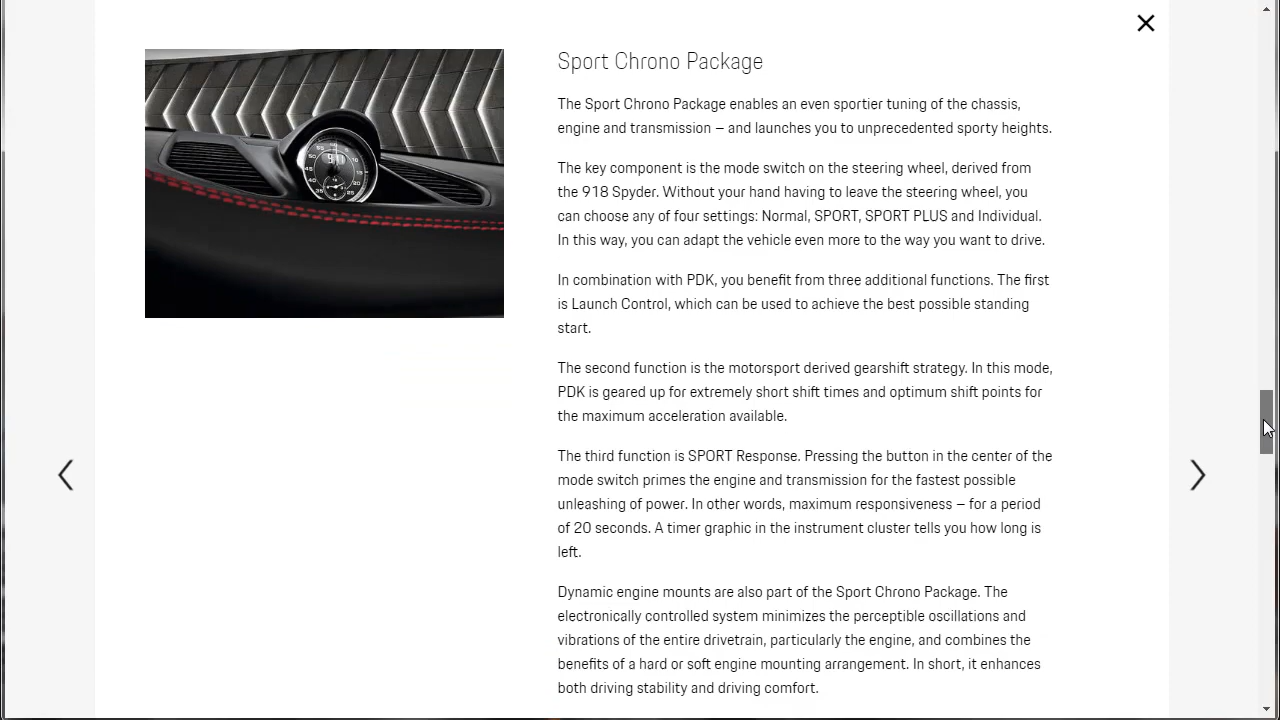 Sport Chrono Package
The Sport Chrono Package enables an even sportier tuning of the chassis,
engine and transmission – and launches you to unprecedented sporty heights.
The key component is the mode switch on the steering wheel, derived from
the 918 Spyder. Without your hand having to leave the steering wheel, you
can choose any of four settings: Normal, SPORT, SPORT PLUS and Individual.
In this way, you can adapt the vehicle even more to the way you want to drive.
In combination with PDK, you benefit from three additional functions. The first
is Launch Control, which can be used to achieve the best possible standing
start.
The second function is the motorsport derived gearshift strategy. In this mode,
PDK is geared up for extremely short shift times and optimum shift points for
the maximum acceleration available.
The third function is SPORT Response. Pressing the button in the center of the
mode switch primes the engine and transmission for the fastest possible
unleashing of power. In other words, maximum responsiveness – for a period
of 20 seconds. A timer graphic in the instrument cluster tells you how long is
left.
Dynamic engine mounts are also part of the Sport Chrono Package. The
electronically controlled system minimizes the perceptible oscillations and
vibrations of the entire drivetrain, particularly the engine, and combines the
benefits of a hard or soft engine mounting arrangement. In short, it enhances
both driving stability and driving comfort.